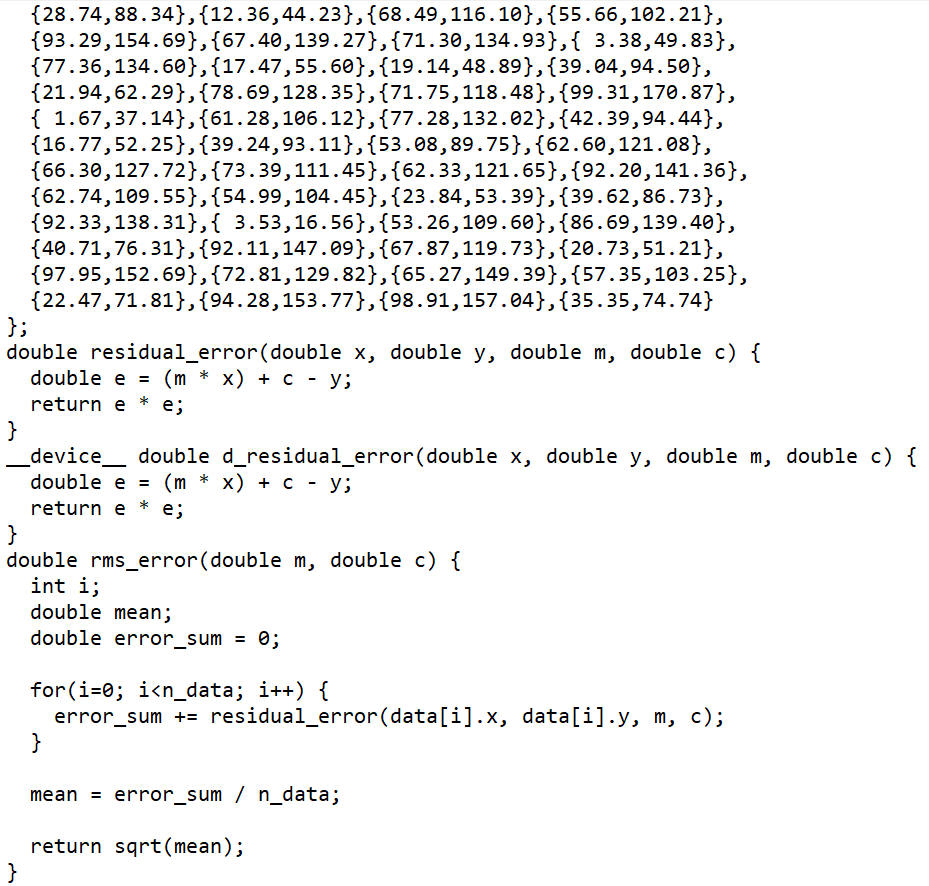 {28.74,88.34},{12.36,44.23},{68.49,116.10},{55.66,102.21},
{93.29,154.69},{67.40,139.27},{71.30,134.93},{ 3.38,49.83},
{77.36,134.60},{17.47,55.60},{19.14,48.89},{39.04,94.50},
{21.94,62.29},{78.69,128.35},{71.75,118.48},{99.31,170.87},
{ 1.67,37.14},{61.28,106.12},{77.28,132.02},{42.39,94.44},
{16.77,52.25},{39.24,93.11},{53.08,89.75},{62.60,121.08},
{66.30,127.72},{73.39,111.45},{62.33,121.65},{92.20,141.36},
{62.74,109.55},{54.99,104.45},{23.84,53.39},{39.62,86.73},
{92.33,138.31},{ 3.53,16.56},{53.26,109.60},{86.69,139.40},
{40.71,76.31},{92.11,147.09},{67.87,119.73},{20.73,51.21},
{97.95,152.69},{72.81,129.82},{65.27,149.39},{57.35,103.25},
{22.47,71.81},{94.28,153.77},{98.91,157.04},{35.35,74.74}
};
double residual_error(double x, double y, double m, double c) {
  double e = (m * x) + c - y;
  return e * e;
}
__device__ double d_residual_error(double x, double y, double m, double c) {
  double e = (m * x) + c - y;
  return e * e;
}
double rms_error(double m, double c) {
  int i;
  double mean;
  double error_sum = 0;
  for(i=0; i<n_data; i++) {
    error_sum += residual_error(data[i].x, data[i].y, m, c);
  }
  mean = error_sum / n_data;
  return sqrt(mean);
}